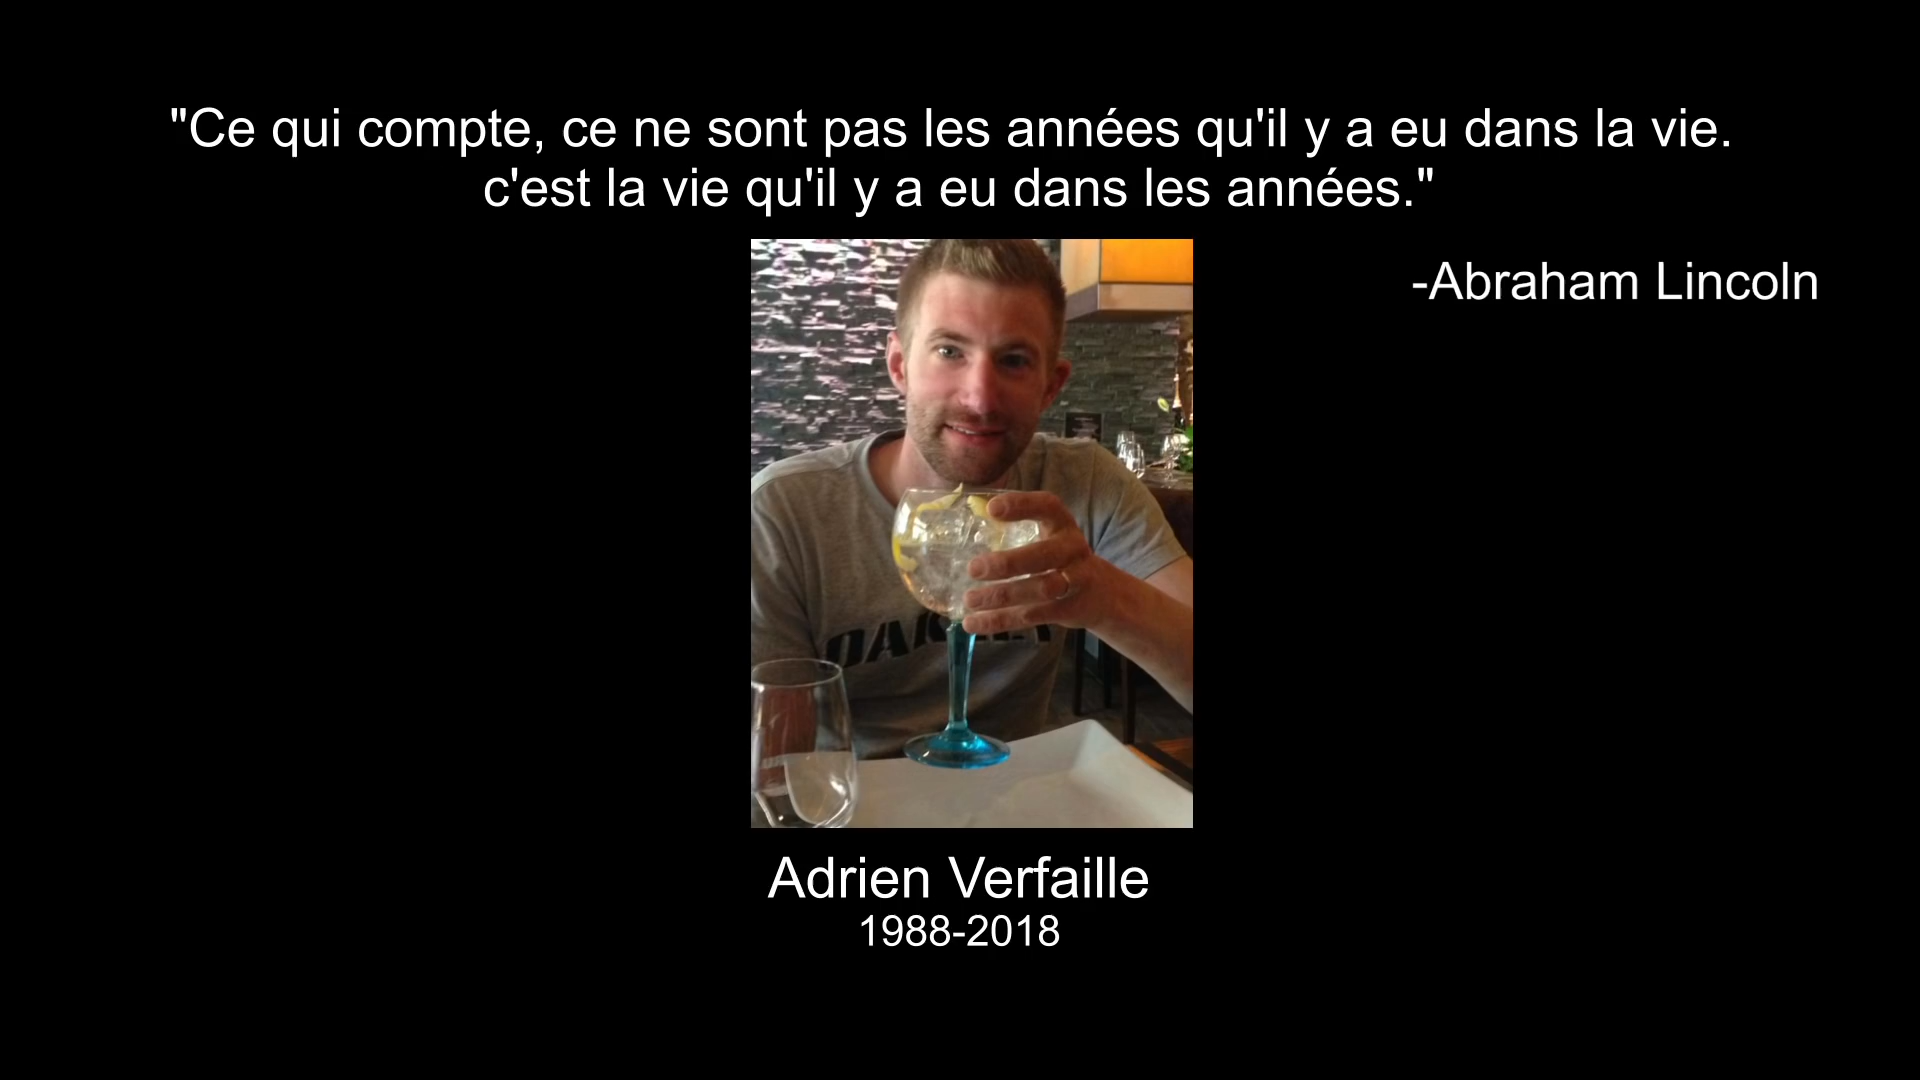 "Ce qui compte, ce ne sont pas les années qu'il y a eu dans la vie.
c'est la vie qu'il y a eu dans les années."
-Abraham Lincoln
Adrien Verfaille
1988-2018